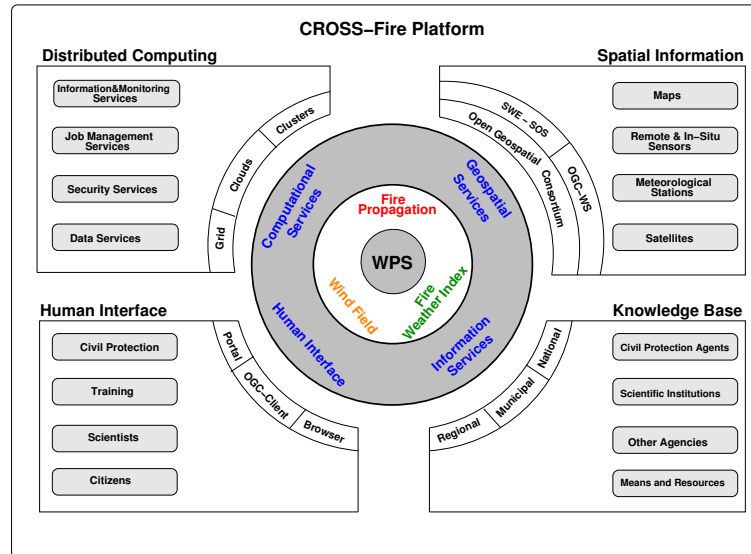 CROSS−Fire Platform
Distributed Computing
Information&Monitoring
Services
Job Management
Services
Security Services
Data Services
Clusters
Clouds
Grid
Spatial Information
Maps
Remote & In−Situ
Sensors
Meteorological
Stations
Satellites
SWE - SOS
OGC-WS
Open Geospatial
Consortium
Computational
Services
Geospatial
Services
Human Interface
Information
Services
Fire
Propagation
WPS
Wind Field
Fire
Weather Index
Human Interface
Civil Protection
Training
Scientists
Citizens
Portal
OGC-Client
Browser
Knowledge Base
Civil Protection Agents
Scientific Institutions
Other Agencies
Means and Resources
National
Municipal
Regional